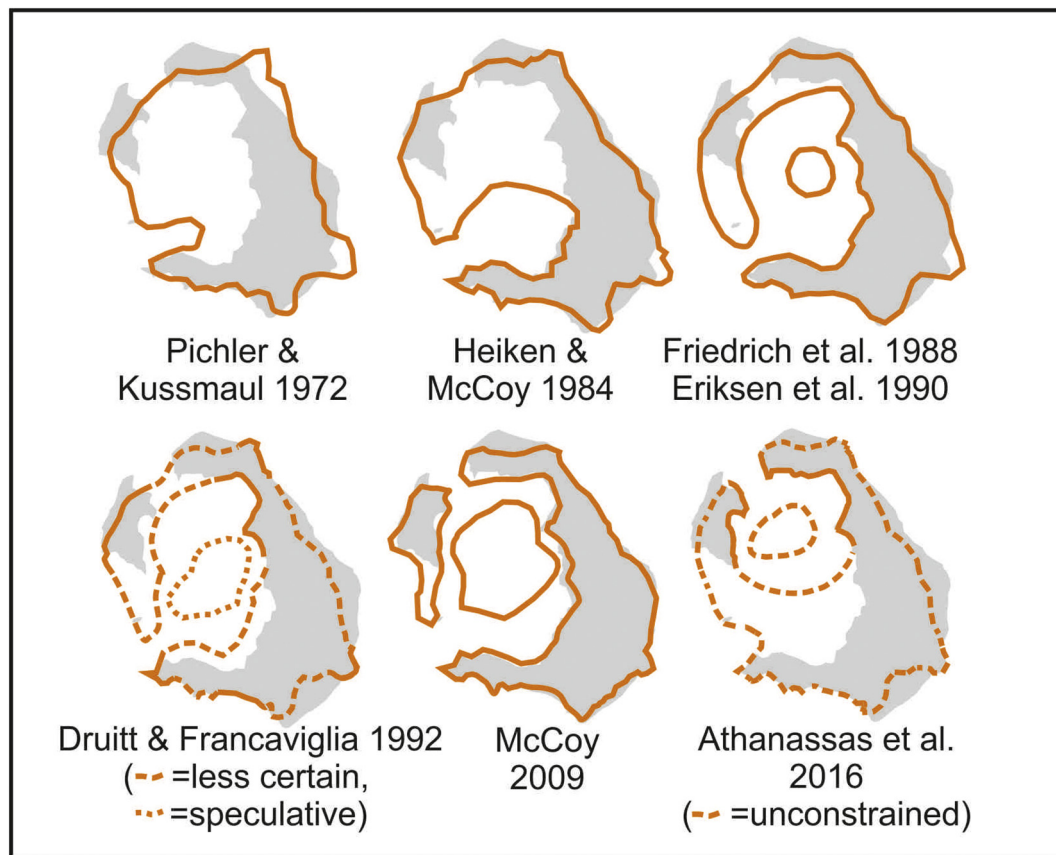 Pichler &
Kussmaul 1972
Heiken &
McCoy 1984
Friedrich et al. 1988
Eriksen et al. 1990
Druitt & Francaviglia 1992
(=less certain,
=speculative)
McCoy
2009
Athanassas et al.
2016
(=unconstrained)